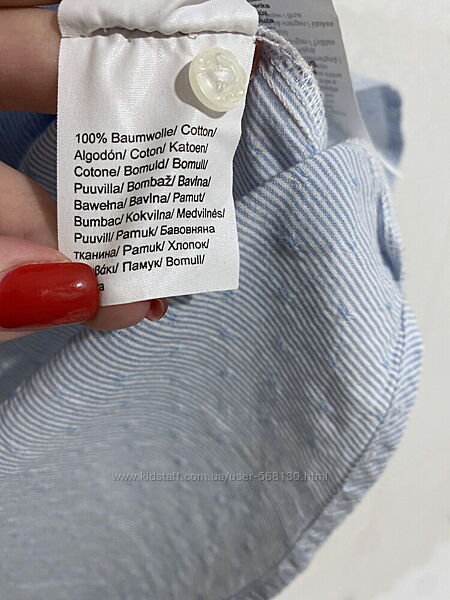 100% Baumwolle/ Cotton/
Algodón/ Coton/ Katoen/
Cotone/ Bomuld/ Bomull/
Puuvilla/ Bombaž/ Bavlna/
Bawełna/ Bavlna/ Pamut/
Bumbac/ Kokvilna/ Medvilnės/
Puuvill/ Pamuk/ Бавовняна
тканина/ Pamuk/ Хлопок/
Памук/ Bomull/
www.kidstaff.com.ua/user-568130.html